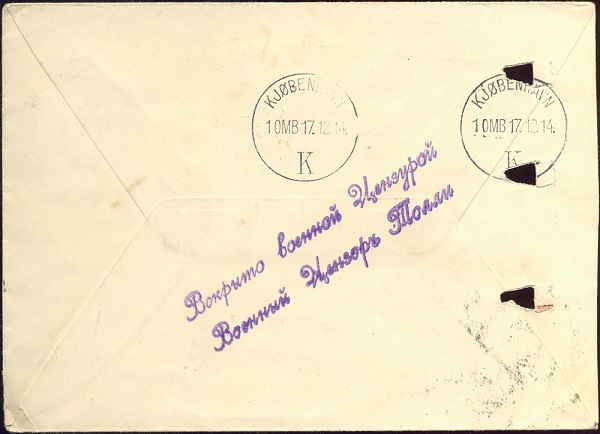 KJØBENHAVN
1 OMB 17.12.14.
K
KJØBENHAVN
1 OMB 17.12.14.
K
Вскрыто военной Цензурой
Военный Цензоръ Толли